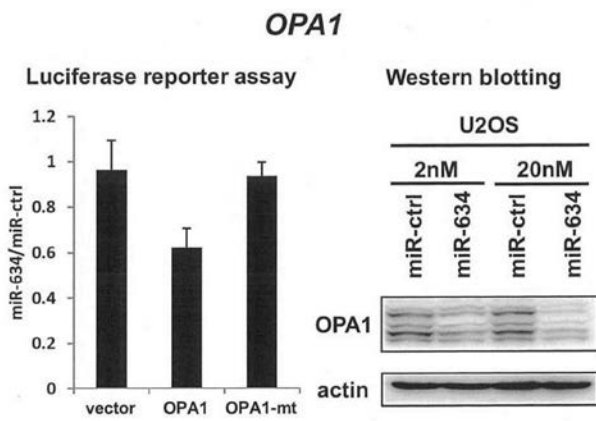 OPA1
Luciferase reporter assay
miR-634/miR-ctrl
1.2
1
0.8
0.6
0.4
0.2
0
vector OPA1 OPA1-mt
Western blotting
U2OS
2nM 20nM
miR-ctrl miR-634 miR-ctrl miR-634
OPA1
actin